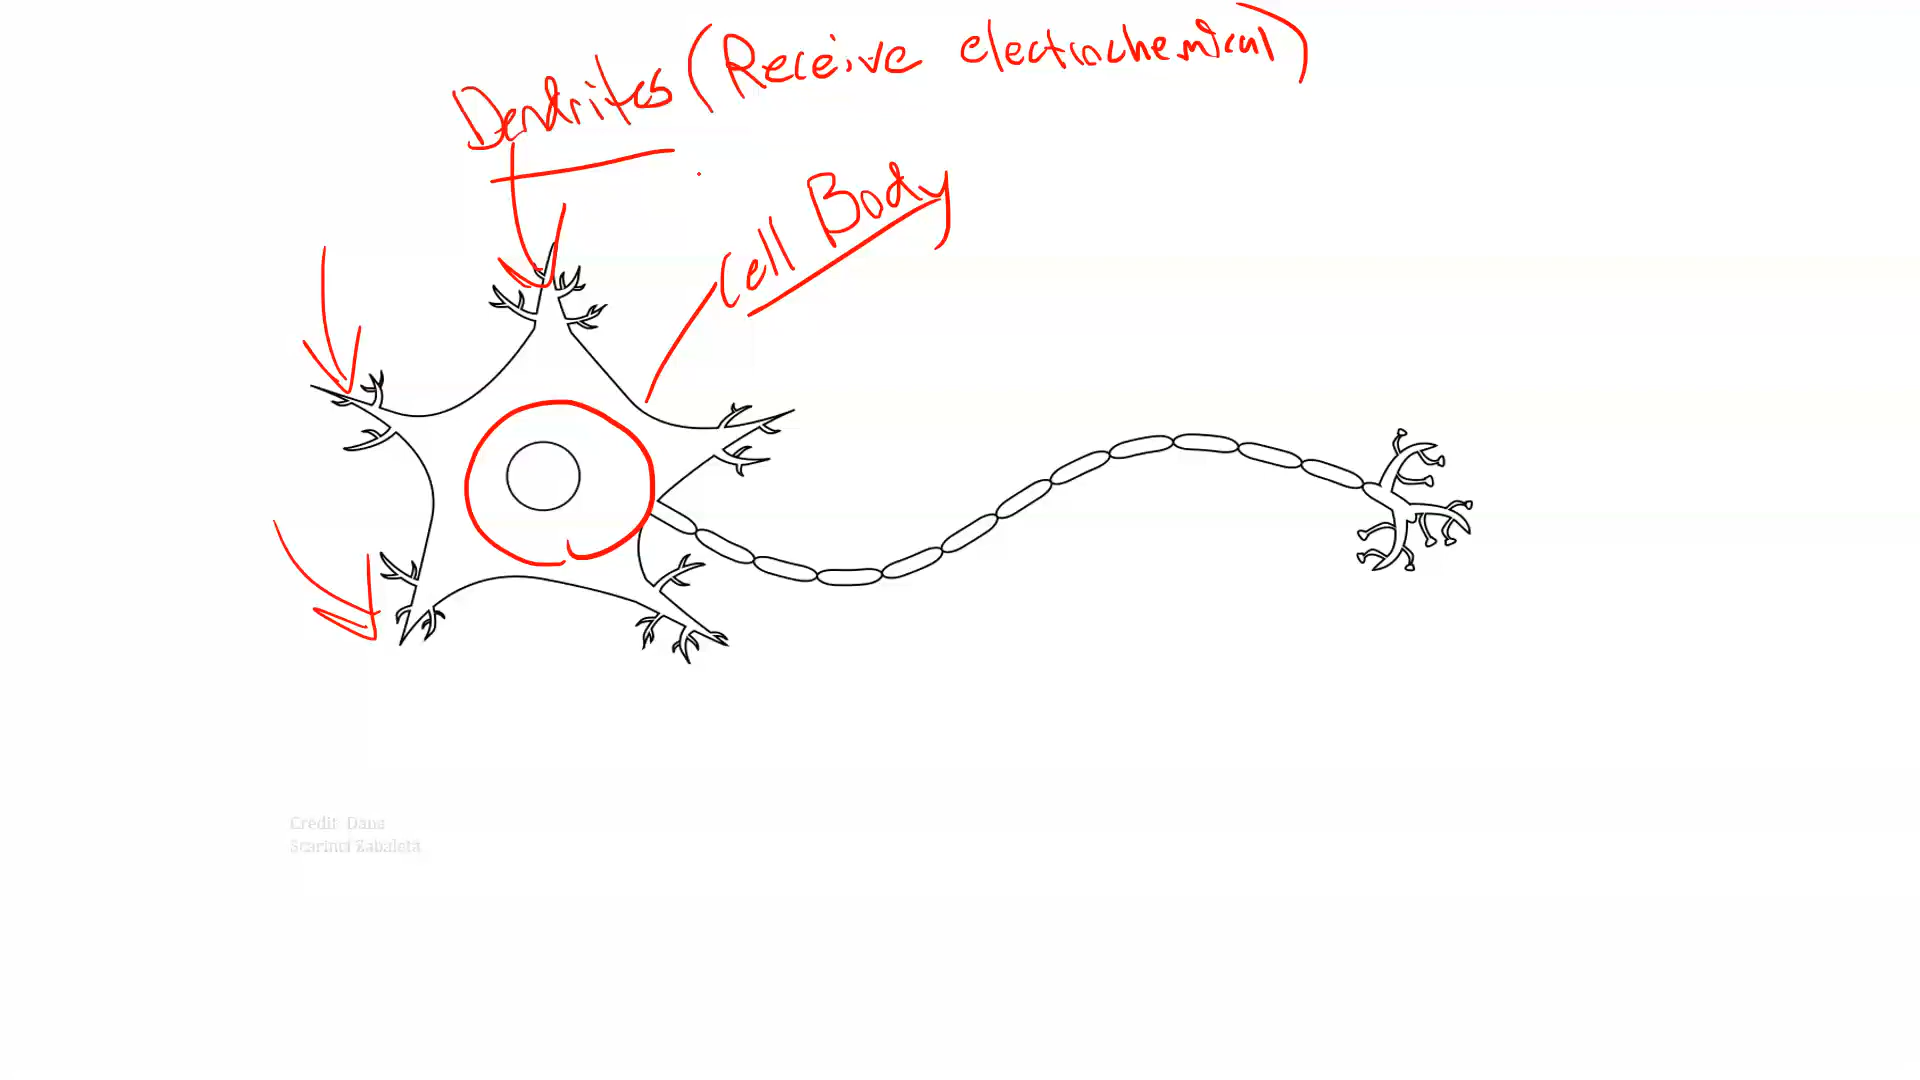 Dendrites (Receive electrochemical)
Cell Body
Credit: Dana
Scarinci Zabaleta